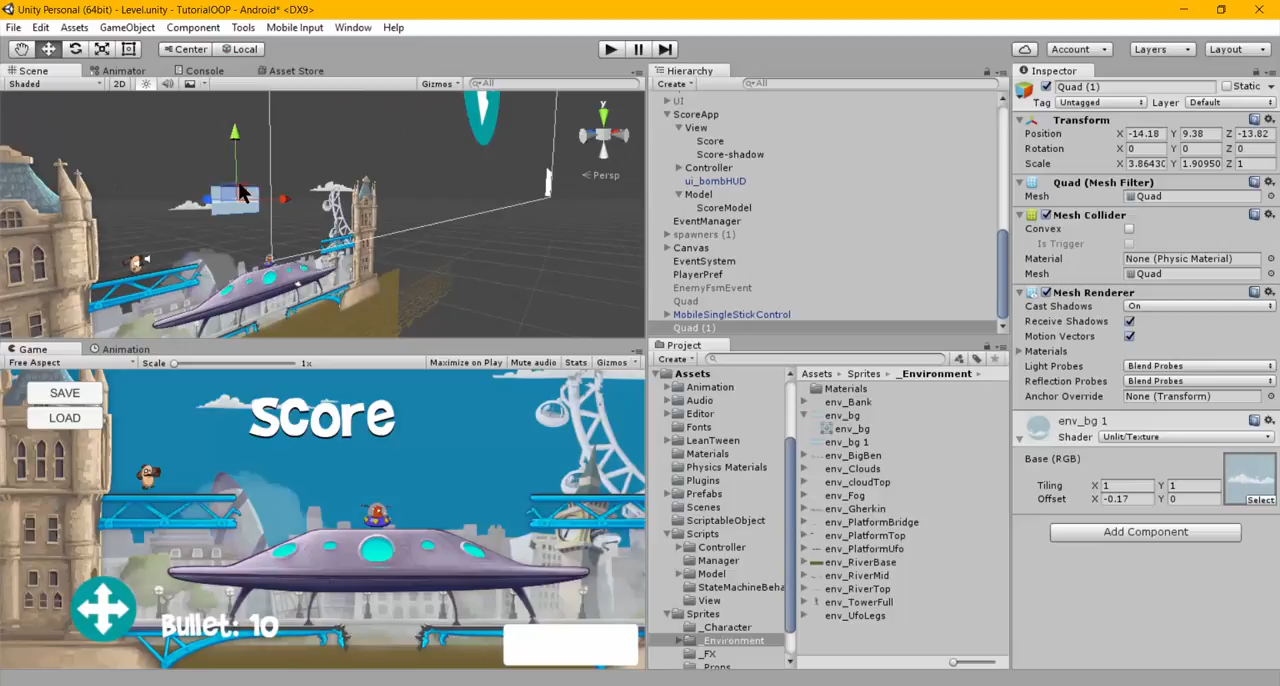 Unity Personal (64bit) - Level.unity - TutorialOOP - Android* <DX9>
File Edit Assets GameObject Component Tools Mobile Input Window Help
Center Local Account Layers Layout
Scene Animator Console Asset Store
Shaded 2D Gizmos All
y
Persp
Hierarchy
Create All
UI
ScoreApp
View
Score
Score-shadow
Controller
ui_bombHUD
Model
ScoreModel
EventManager
spawners (1)
Canvas
EventSystem
PlayerPref
EnemyFsmEvent
Quad
MobileSingleStickControl
Quad (1)
Inspector
Quad (1) Static
Tag Untagged Layer Default
Transform
Position X -14.18 Y 9.38 Z -13.82
Rotation X 0 Y 0 Z 0
Scale X 3.8643 Y 1.90950 Z 1
Quad (Mesh Filter)
Mesh Quad
Mesh Collider
Convex
Is Trigger
Material None (Physic Material)
Mesh Quad
Mesh Renderer
Cast Shadows On
Receive Shadows
Motion Vectors
Materials
Light Probes Blend Probes
Reflection Probes Blend Probes
Anchor Override None (Transform)
env_bg 1
Shader Unlit/Texture
Base (RGB)
Tiling X 1 Y 1
Offset X -0.17 Y 0
Select
Add Component
Game Animation
Free Aspect Scale 1x Maximize on Play Mute audio Stats Gizmos
SAVE
LOAD
Score
Bullet: 10
Project
Create
Assets
Animation
Audio
Editor
Fonts
LeanTween
Materials
Physics Materials
Plugins
Prefabs
Scenes
ScriptableObject
Scripts
Controller
Manager
Model
StateMachineBeha
View
Sprites
_Character
_Environment
_FX
_Props
Assets Sprites _Environment
Materials
env_Bank
env_bg
env_bg
env_bg 1
env_BigBen
env_Clouds
env_cloudTop
env_Fog
env_Gherkin
env_PlatformBridge
env_PlatformTop
env_PlatformUfo
env_RiverBase
env_RiverMid
env_RiverTop
env_TowerFull
env_UfoLegs